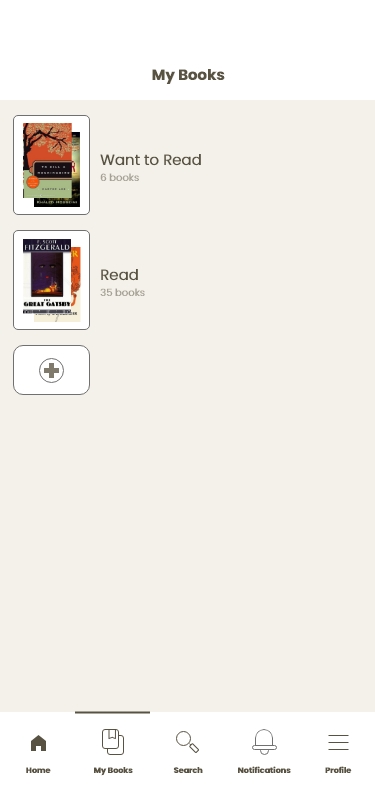 My Books
TO KILL A
MOCKINGBIRD
HARPER LEE
Want to Read
6 books
F. SCOTT
FITZGERALD
THE
GREAT GATSBY
Read
35 books
Home
My Books
Search
Notifications
Profile